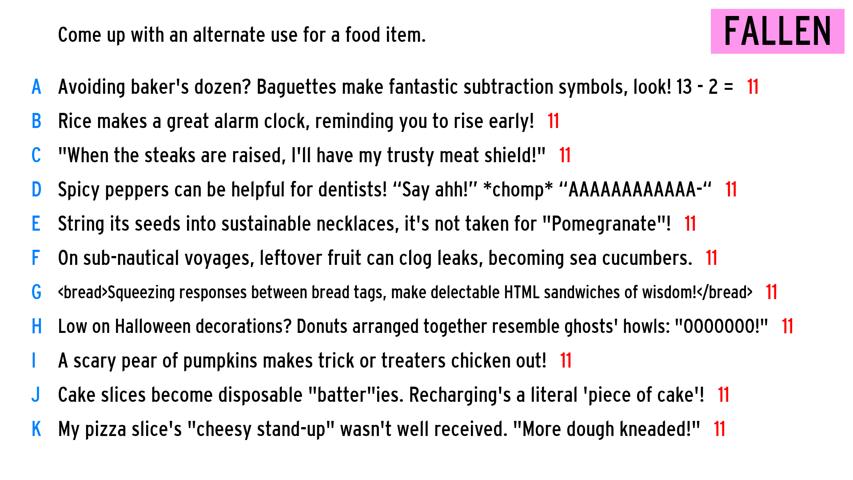 Come up with an alternate use for a food item.
FALLEN
A Avoiding baker's dozen? Baguettes make fantastic subtraction symbols, look! 13 - 2 = 11
B Rice makes a great alarm clock, reminding you to rise early! 11
C "When the steaks are raised, I'll have my trusty meat shield!" 11
D Spicy peppers can be helpful for dentists! “Say ahh!” *chomp* “AAAAAAAAAAAA-“ 11
E String its seeds into sustainable necklaces, it's not taken for "Pomegranate"! 11
F On sub-nautical voyages, leftover fruit can clog leaks, becoming sea cucumbers. 11
G <bread>Squeezing responses between bread tags, make delectable HTML sandwiches of wisdom!</bread> 11
H Low on Halloween decorations? Donuts arranged together resemble ghosts' howls: "OOOOOOO!" 11
I A scary pear of pumpkins makes trick or treaters chicken out! 11
J Cake slices become disposable "batter"ies. Recharging's a literal 'piece of cake'! 11
K My pizza slice's "cheesy stand-up" wasn't well received. "More dough kneaded!" 11